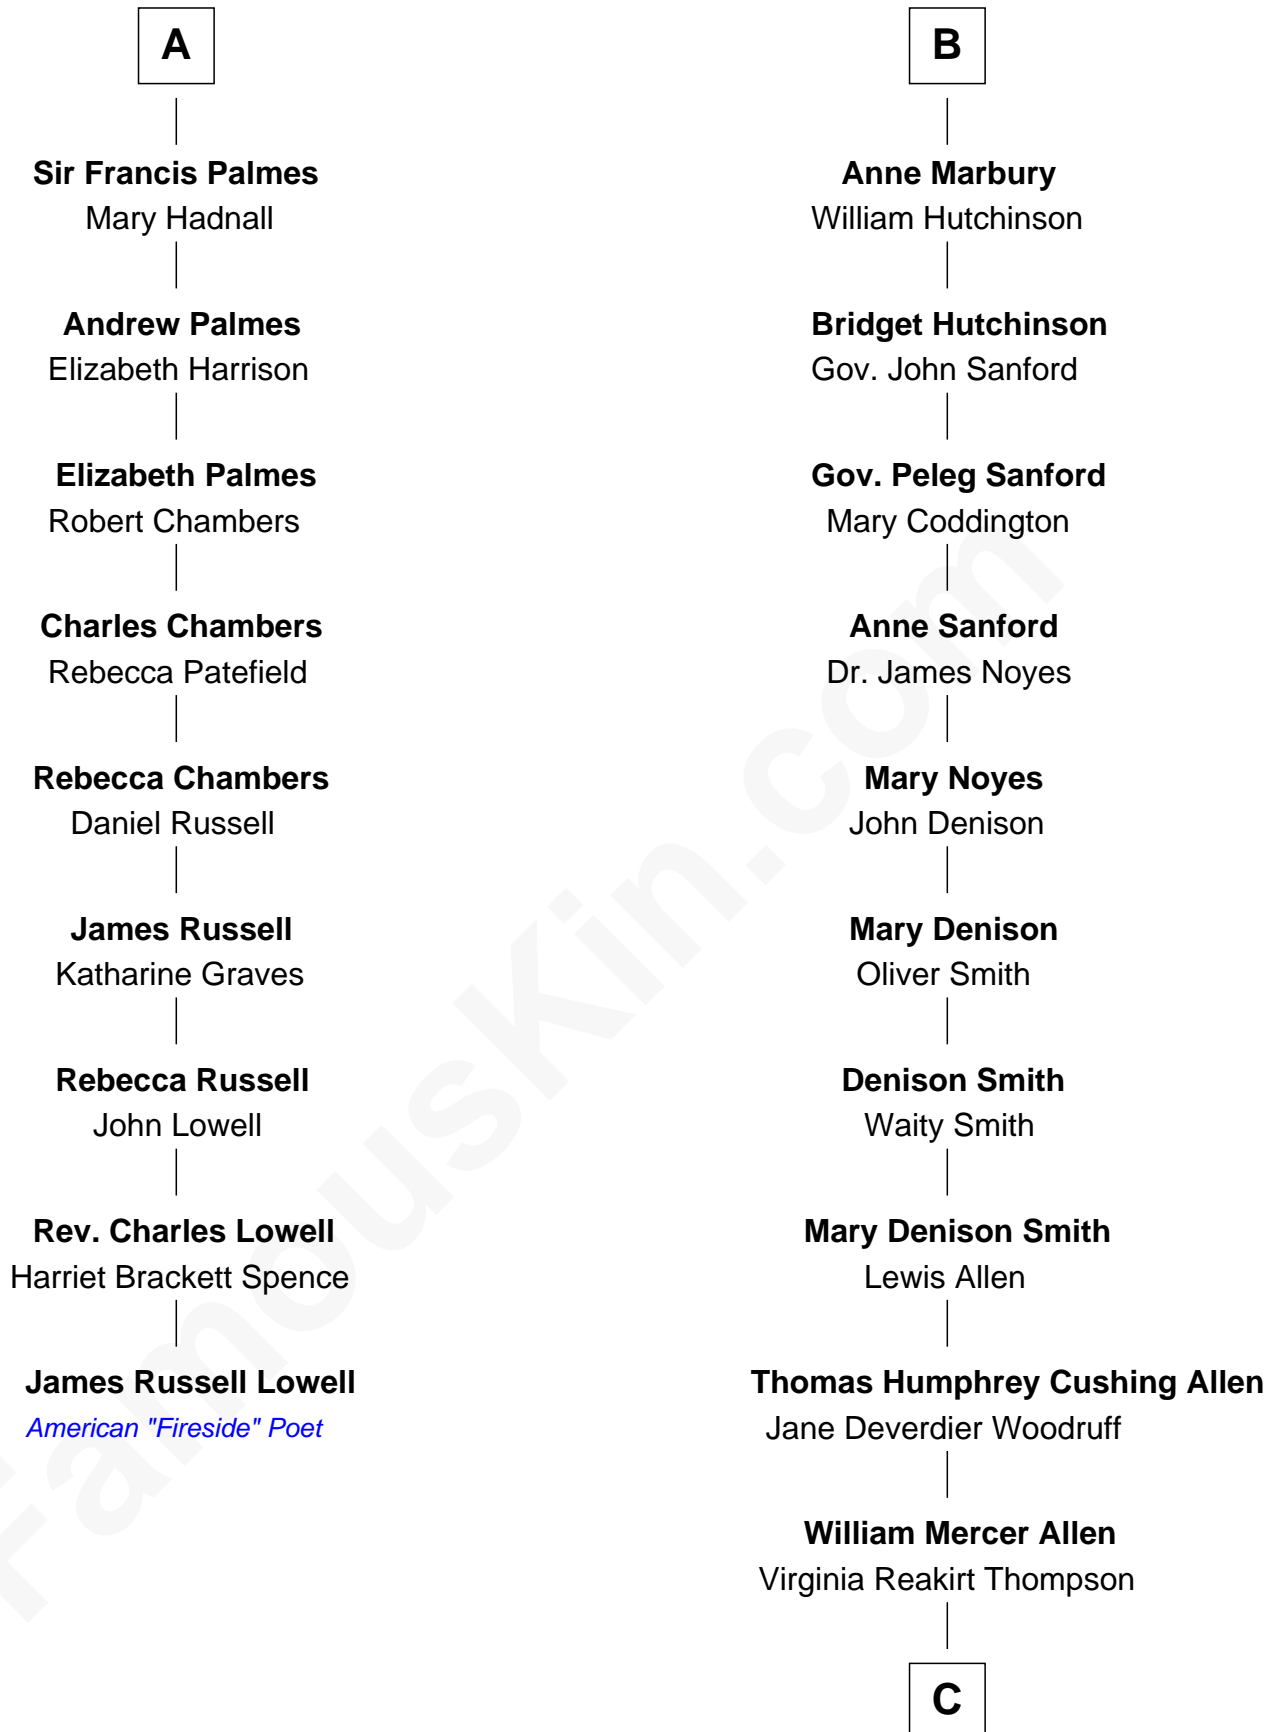 A
Sir Francis Palmes
Mary Hadnall
Andrew Palmes
Elizabeth Harrison
Elizabeth Palmes
Robert Chambers
Charles Chambers
Rebecca Patefield
Rebecca Chambers
Daniel Russell
James Russell
Katharine Graves
Rebecca Russell
John Lowell
Rev. Charles Lowell
Harriet Brackett Spence
James Russell Lowell
American "Fireside" Poet
B
Anne Marbury
William Hutchinson
Bridget Hutchinson
Gov. John Sanford
Gov. Peleg Sanford
Mary Coddington
Anne Sanford
Dr. James Noyes
Mary Noyes
John Denison
Mary Denison
Oliver Smith
Denison Smith
Waity Smith
Mary Denison Smith
Lewis Allen
Thomas Humphrey Cushing Allen
Jane Deverdier Woodruff
William Mercer Allen
Virginia Reakirt Thompson
C
FamousKin.com